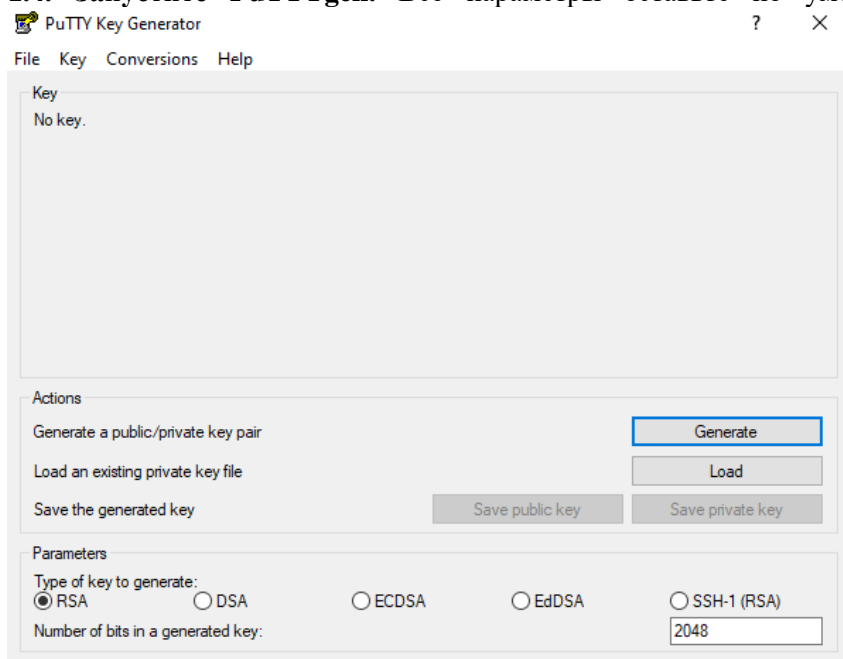 PuTTY Key Generator ? ×
File Key Conversions Help
Key
No key.
Actions
Generate a public/private key pair Generate
Load an existing private key file Load
Save the generated key Save public key Save private key
Parameters
Type of key to generate:
RSA DSA ECDSA EdDSA SSH-1 (RSA)
Number of bits in a generated key: 2048